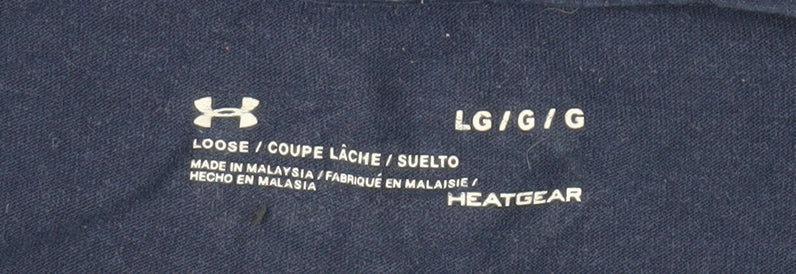 LG / G / G
LOOSE / COUPE LÂCHE / SUELTO
MADE IN MALAYSIA / FABRIQUÉ EN MALAISIE /
HECHO EN MALASIA
HEATGEAR